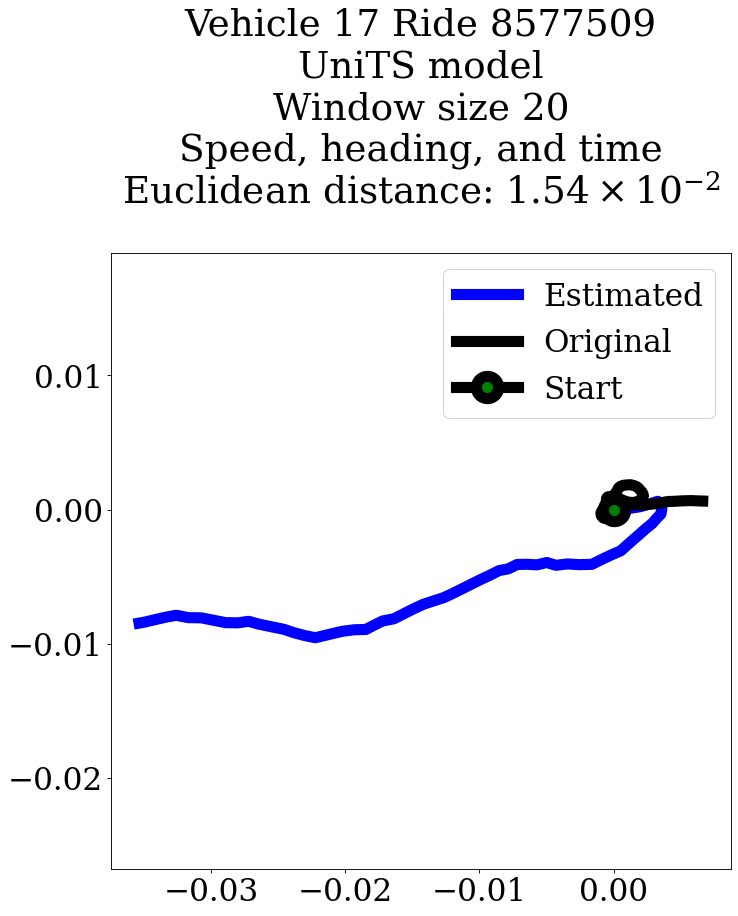 Vehicle 17 Ride 8577509
UniTS model
Window size 20
Speed, heading, and time
Euclidean distance: 1.54 × 10⁻²
Estimated
Original
Start
0.01
0.00
−0.01
−0.02
−0.03 −0.02 −0.01 0.00